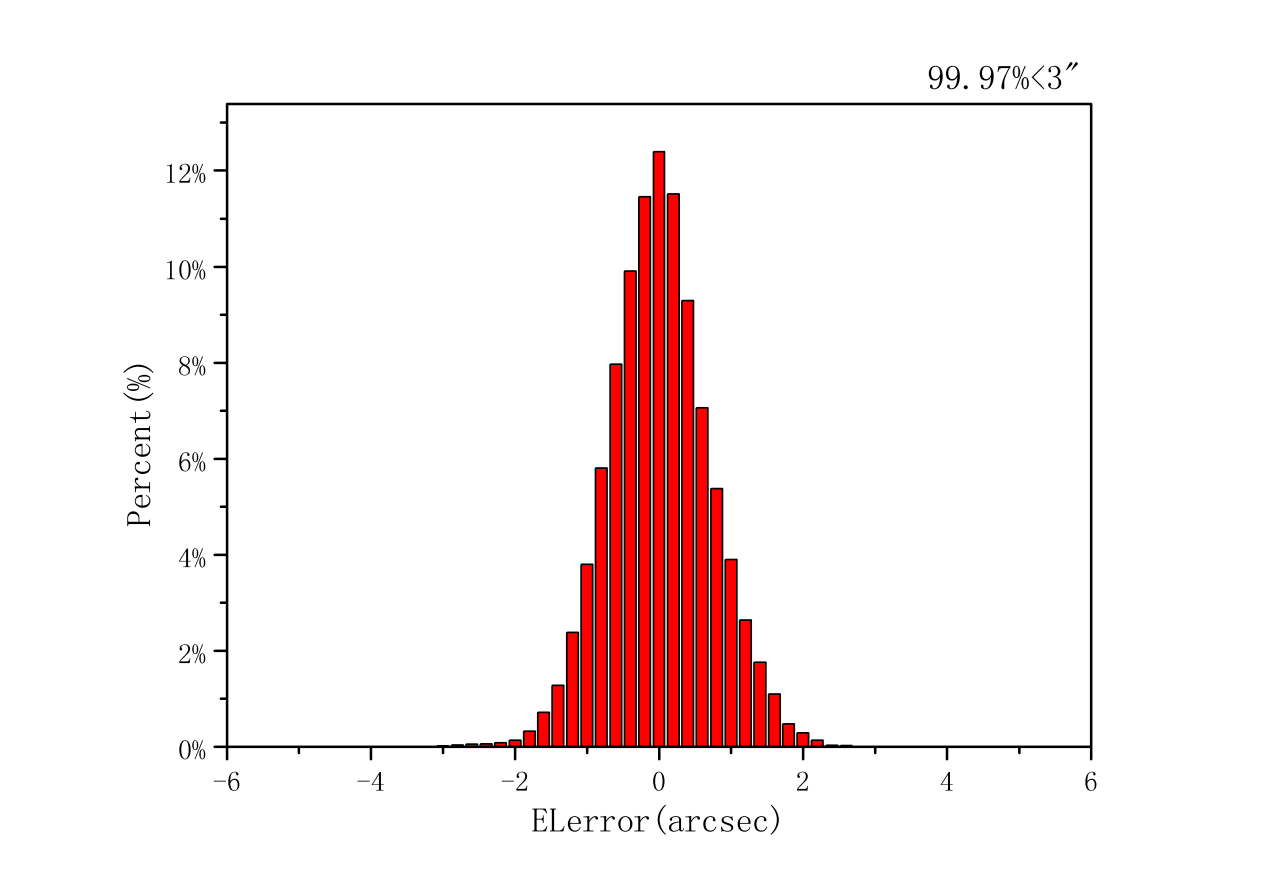 99.97%<3″
12%
10%
8%
6%
4%
2%
0%
Percent(%)
-6 -4 -2 0 2 4 6
ELerror(arcsec)